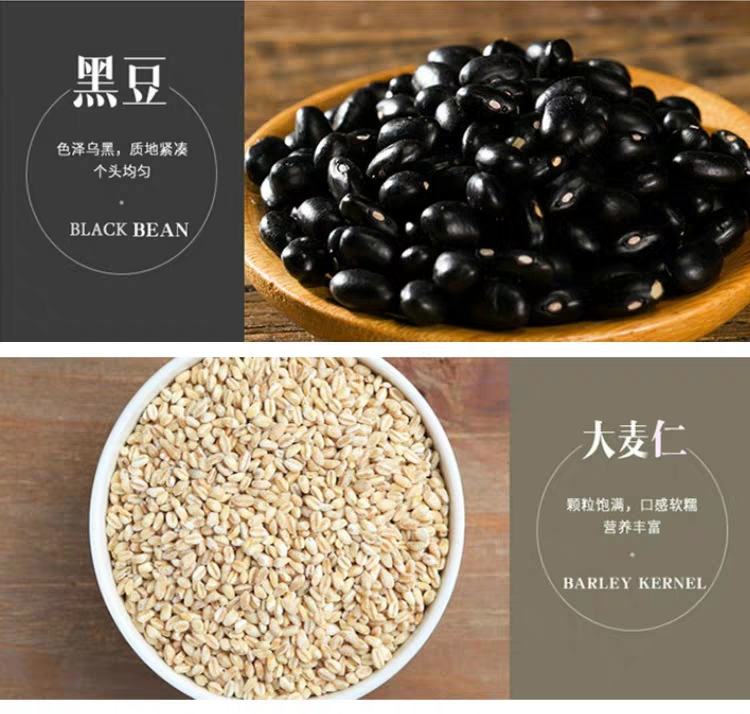 黑豆
色泽乌黑，质地紧凑
个头均匀
BLACK BEAN
大麦仁
颗粒饱满，口感软糯
营养丰富
BARLEY KERNEL